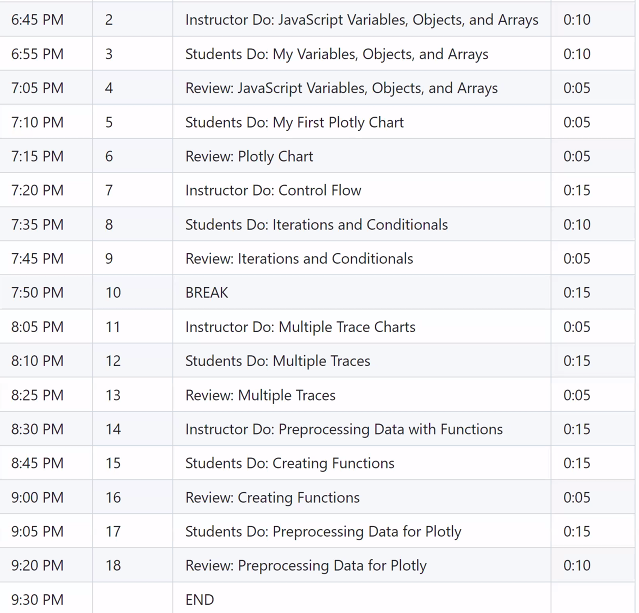 6:45 PM 2 Instructor Do: JavaScript Variables, Objects, and Arrays 0:10
6:55 PM 3 Students Do: My Variables, Objects, and Arrays 0:10
7:05 PM 4 Review: JavaScript Variables, Objects, and Arrays 0:05
7:10 PM 5 Students Do: My First Plotly Chart 0:05
7:15 PM 6 Review: Plotly Chart 0:05
7:20 PM 7 Instructor Do: Control Flow 0:15
7:35 PM 8 Students Do: Iterations and Conditionals 0:10
7:45 PM 9 Review: Iterations and Conditionals 0:05
7:50 PM 10 BREAK 0:15
8:05 PM 11 Instructor Do: Multiple Trace Charts 0:05
8:10 PM 12 Students Do: Multiple Traces 0:15
8:25 PM 13 Review: Multiple Traces 0:05
8:30 PM 14 Instructor Do: Preprocessing Data with Functions 0:15
8:45 PM 15 Students Do: Creating Functions 0:15
9:00 PM 16 Review: Creating Functions 0:05
9:05 PM 17 Students Do: Preprocessing Data for Plotly 0:15
9:20 PM 18 Review: Preprocessing Data for Plotly 0:10
9:30 PM END